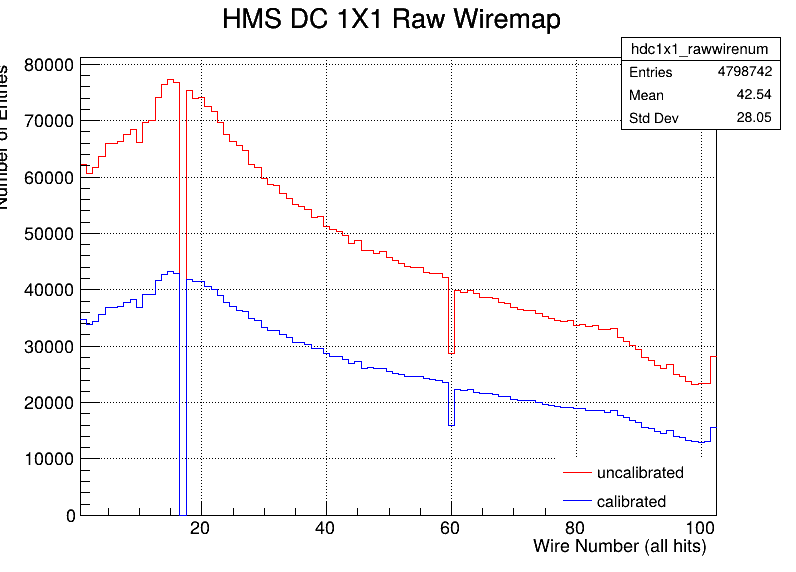 HMS DC 1X1 Raw Wiremap
hdc1x1_rawwirenum
Entries 4798742
Mean 42.54
Std Dev 28.05
Number of Entries
80000
70000
60000
50000
40000
30000
20000
10000
0
uncalibrated
calibrated
20 40 60 80 100
Wire Number (all hits)